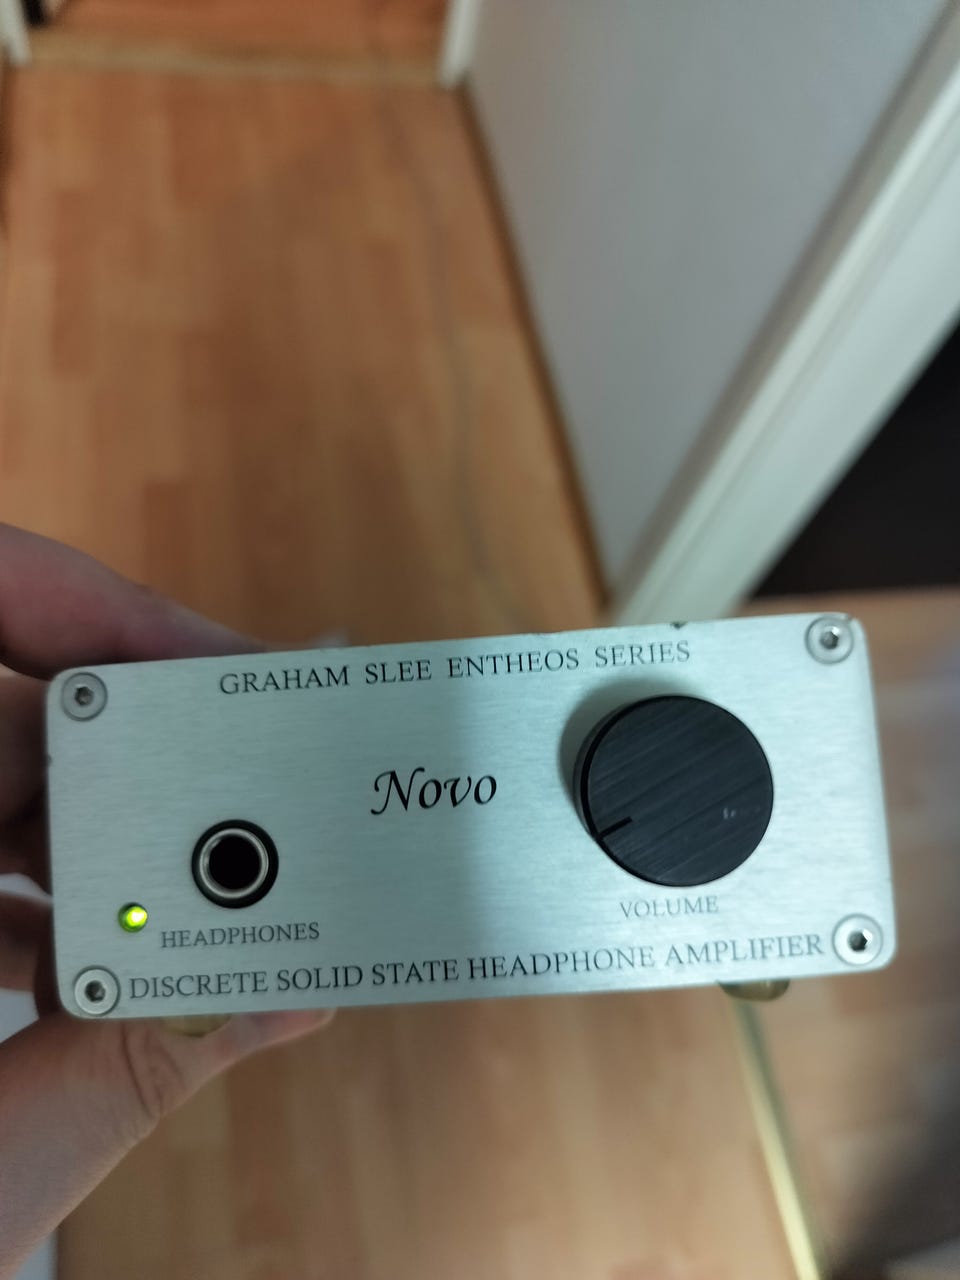 GRAHAM SLEE ENTHEOS SERIES
Novo
HEADPHONES
VOLUME
DISCRETE SOLID STATE HEADPHONE AMPLIFIER